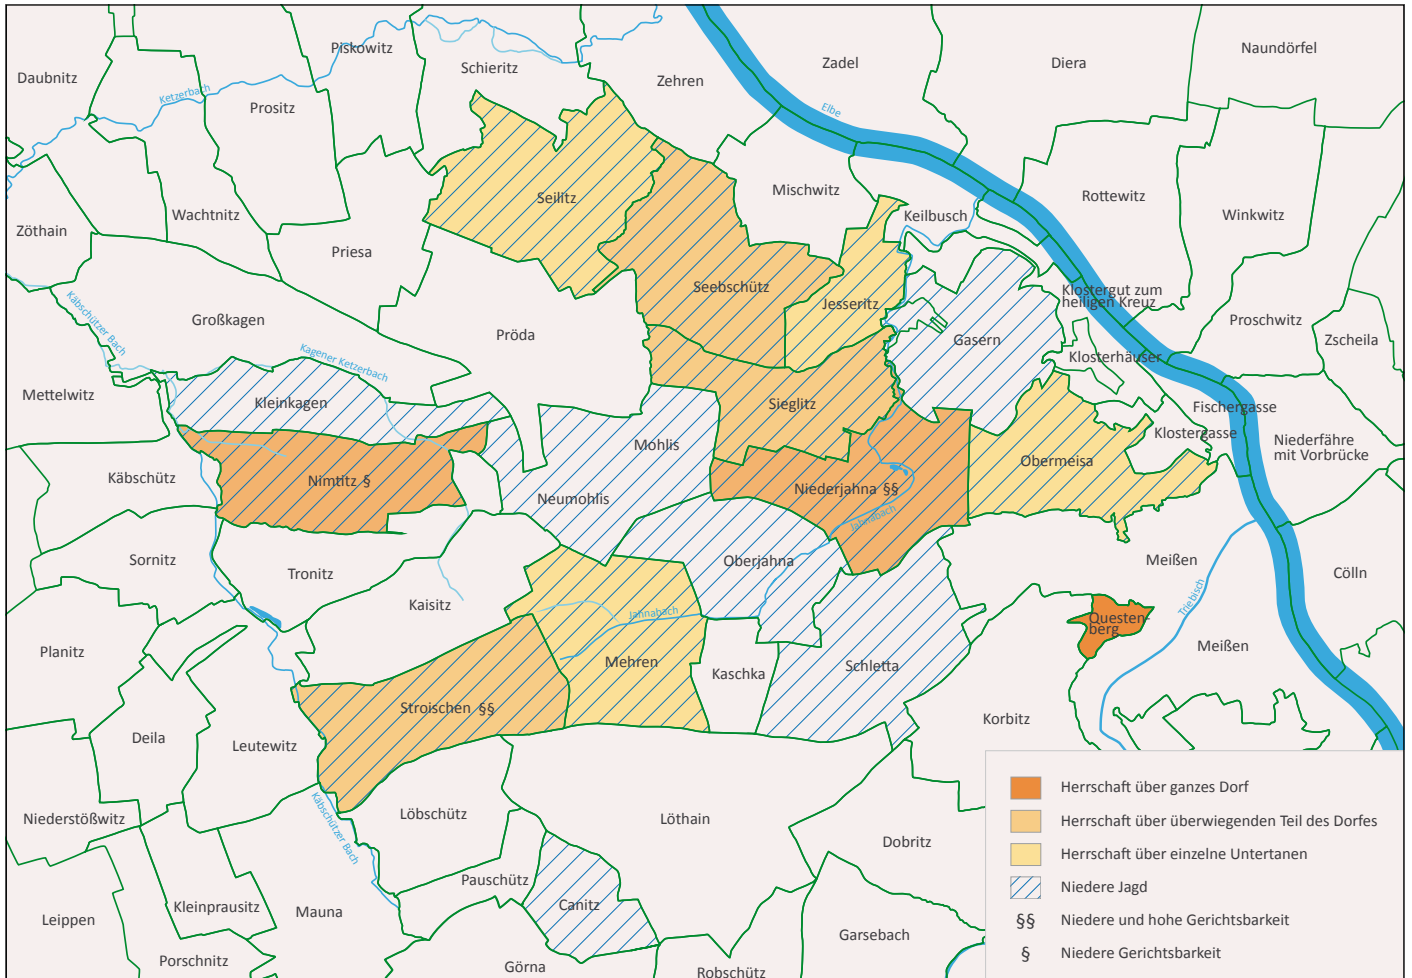 Naundörfel
Piskowitz
Zadel
Diera
Schieritz
Daubnitz
Zehren
Ketzerbach
Prositz
Elbe
Mischwitz
Rottewitz
Seilitz
Wachtnitz
Keilbusch
Winkwitz
Zöthain
Priesa
Seebschütz
Klostergut zum
heiligen Kreuz
Jesseritz
Käbschützer Bach
Großkagen
Proschwitz
Pröda
Gasern
Zscheila
Kagener Ketzerbach
Klosterhäuser
Mettelwitz
Kleinkagen
Sieglitz
Fischergasse
Klostergasse
Mohlis
Niederfähre
mit Vorbrücke
Obermeisa
Käbschütz
Nimtitz §
Niederjahna §§
Neumohlis
Jahnabach
Sornitz
Oberjahna
Meißen
Tronitz
Cölln
Kaisitz
Triebisch
Jahnabach
Questen-
berg
Planitz
Meißen
Mehren
Schletta
Kaschka
Stroischen §§
Korbitz
Deila
Leutewitz
Herrschaft über ganzes Dorf
Käbschützer Bach
Löbschütz
Niederstößwitz
Löthain
Herrschaft über überwiegenden Teil des Dorfes
Dobritz
Herrschaft über einzelne Untertanen
Pauschütz
Niedere Jagd
Kleinprausitz
Canitz
Mauna
Leippen
§§ Niedere und hohe Gerichtsbarkeit
Garsebach
§ Niedere Gerichtsbarkeit
Porschnitz
Görna
Robschütz